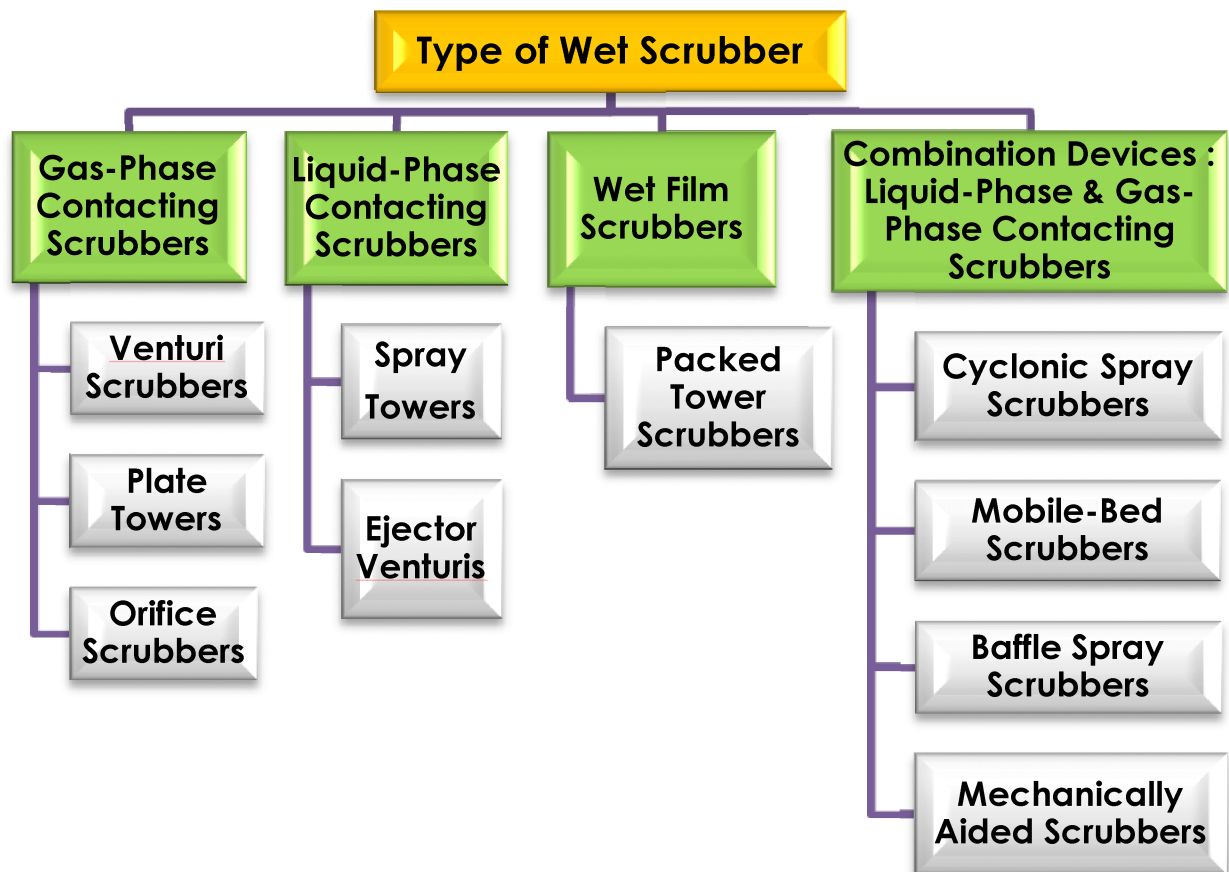 Type of Wet Scrubber
Gas-Phase
Contacting
Scrubbers
Venturi
Scrubbers
Plate
Towers
Orifice
Scrubbers
Liquid-Phase
Contacting
Scrubbers
Spray
Towers
Ejector
Venturis
Wet Film
Scrubbers
Packed
Tower
Scrubbers
Combination Devices :
Liquid-Phase & Gas-
Phase Contacting
Scrubbers
Cyclonic Spray
Scrubbers
Mobile-Bed
Scrubbers
Baffle Spray
Scrubbers
Mechanically
Aided Scrubbers